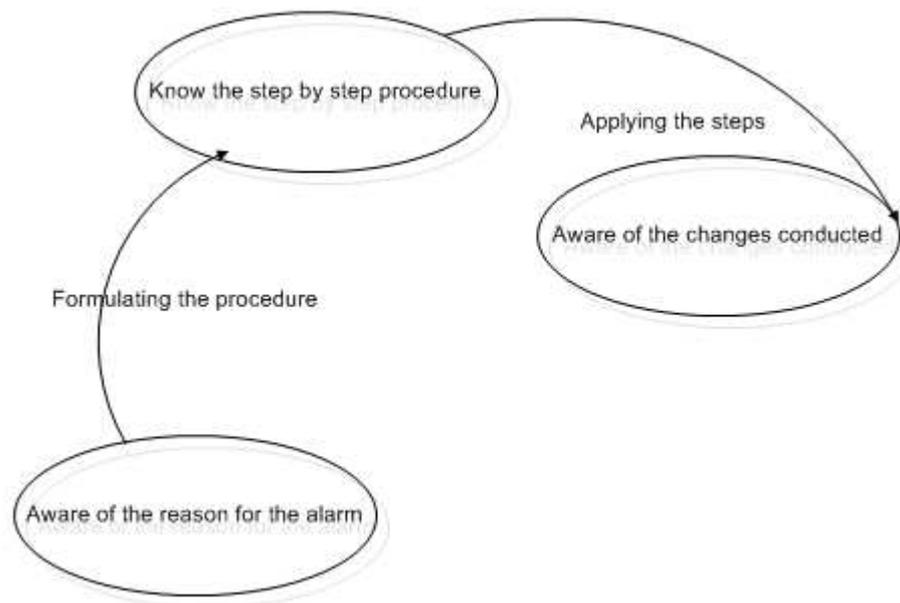 Know the step by step procedure
Applying the steps
Aware of the changes conducted
Formulating the procedure
Aware of the reason for the alarm